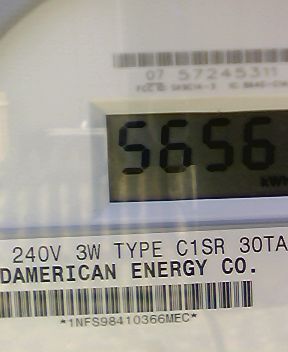 07 57245311
5656
kWh
240V 3W TYPE C1SR 30TA
DAMERICAN ENERGY CO.
*1NFS98410366MEC*